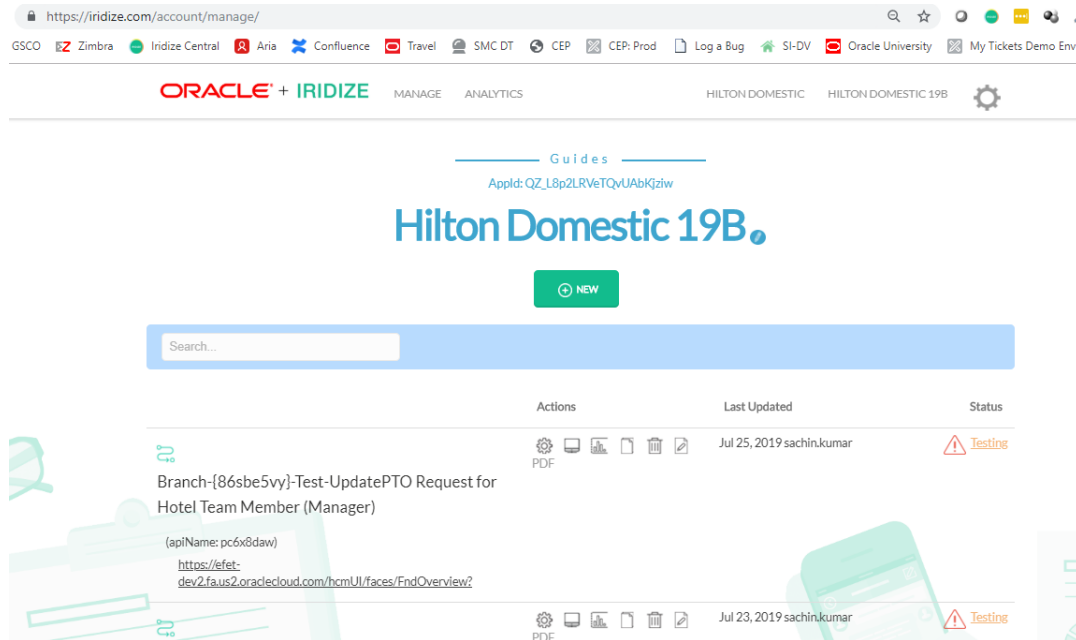 https://iridize.com/account/manage/
GSCO Zimbra Iridize Central Aria Confluence Travel SMC DT CEP CEP: Prod Log a Bug SI-DV Oracle University My Tickets Demo Env
ORACLE + IRIDIZE MANAGE ANALYTICS HILTON DOMESTIC HILTON DOMESTIC 19B
Guides
AppId: QZ_L8p2LRVeTQvUAbKjziw
Hilton Domestic 19B
NEW
Search...
Actions Last Updated Status
Jul 25, 2019 sachin.kumar Testing
PDF
Branch-{86sbe5vy}-Test-UpdatePTO Request for
Hotel Team Member (Manager)
(apiName: pc6x8daw)
https://efet-
dev2.fa.us2.oraclecloud.com/hcmUI/faces/FndOverview?
Jul 23, 2019 sachin.kumar Testing
PDF